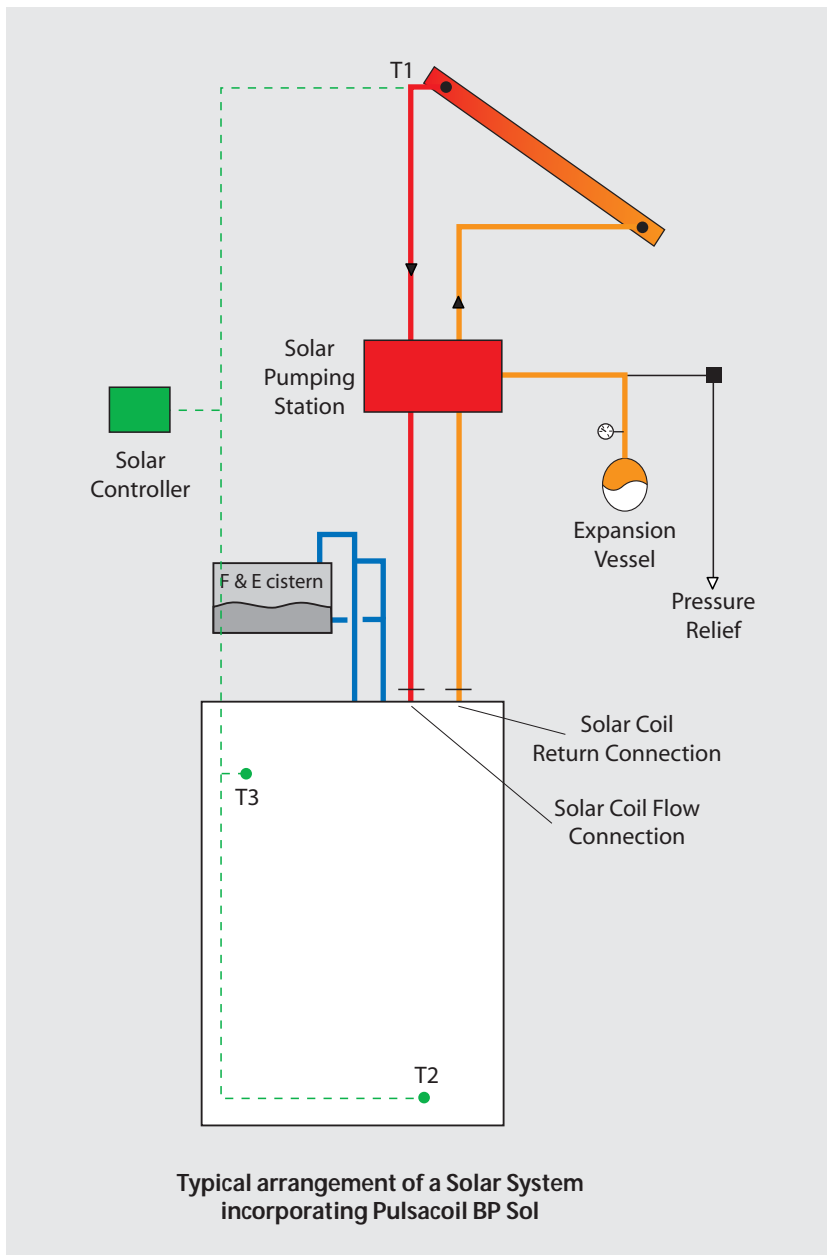 T1
Solar
Pumping
Station
Solar
Controller
Expansion
Vessel
F & E cistern
Pressure
Relief
Solar Coil
Return Connection
T3
Solar Coil Flow
Connection
T2
Typical arrangement of a Solar System
incorporating Pulsacoil BP Sol